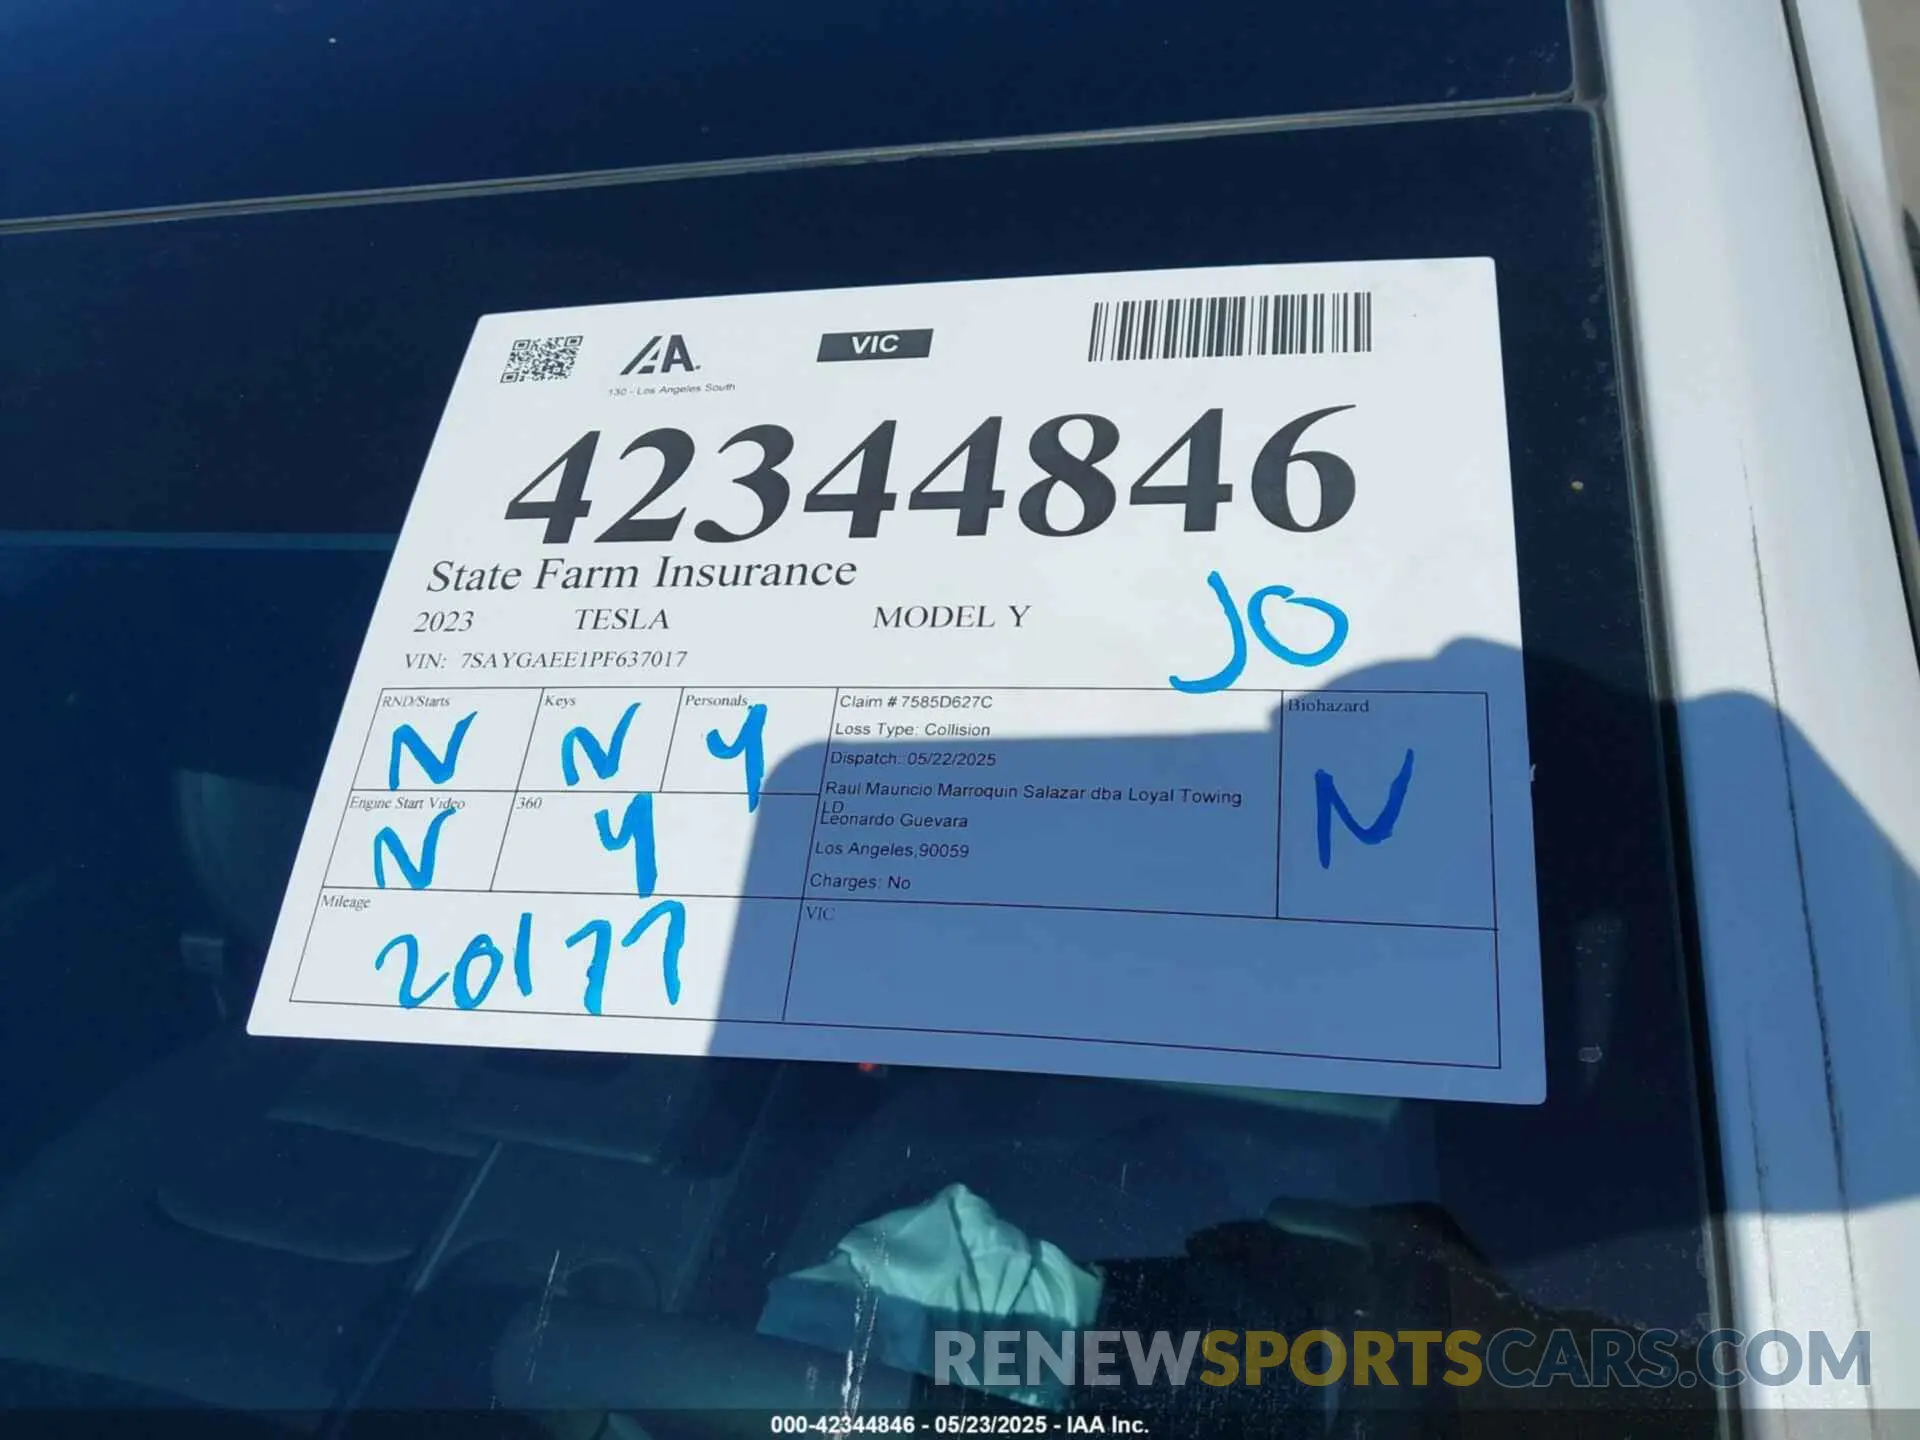 IAA.
VIC
130 - Los Angeles South
42344846
State Farm Insurance
2023 TESLA MODEL Y
JO
VIN: 7SAYGAEE1PF637017
RND/Starts
N
Keys
N
Personals
Y
Claim # 7585D627C
Loss Type: Collision
Dispatch: 05/22/2025
Raul Mauricio Marroquin Salazar dba Loyal Towing
LD
Leonardo Guevara
Los Angeles,90059
Charges: No
Biohazard
N
Engine Start Video
N
360
Y
Mileage
20177
VIC
RENEWSPORTSCARS.COM
000-42344846 - 05/23/2025 - IAA Inc.